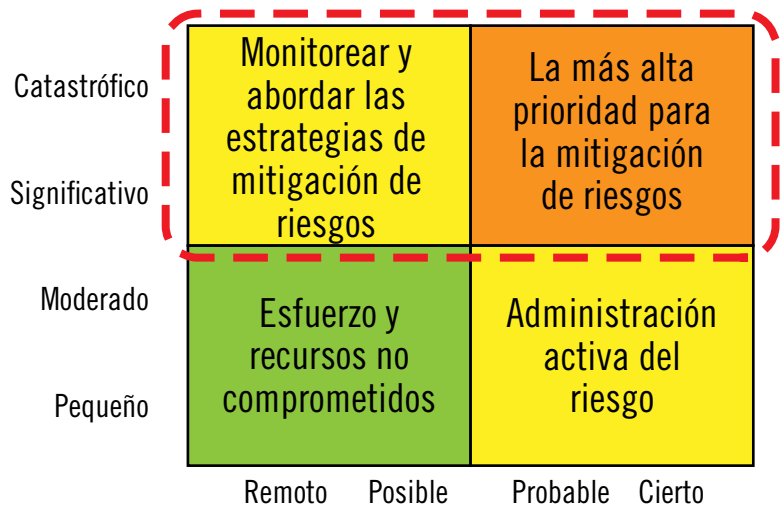 Catastrófico
Significativo
Moderado
Pequeño
Monitorear y
abordar las
estrategias de
mitigación de
riesgos
La más alta
prioridad para
la mitigación
de riesgos
Esfuerzo y
recursos no
comprometidos
Administración
activa del
riesgo
Remoto
Posible
Probable
Cierto